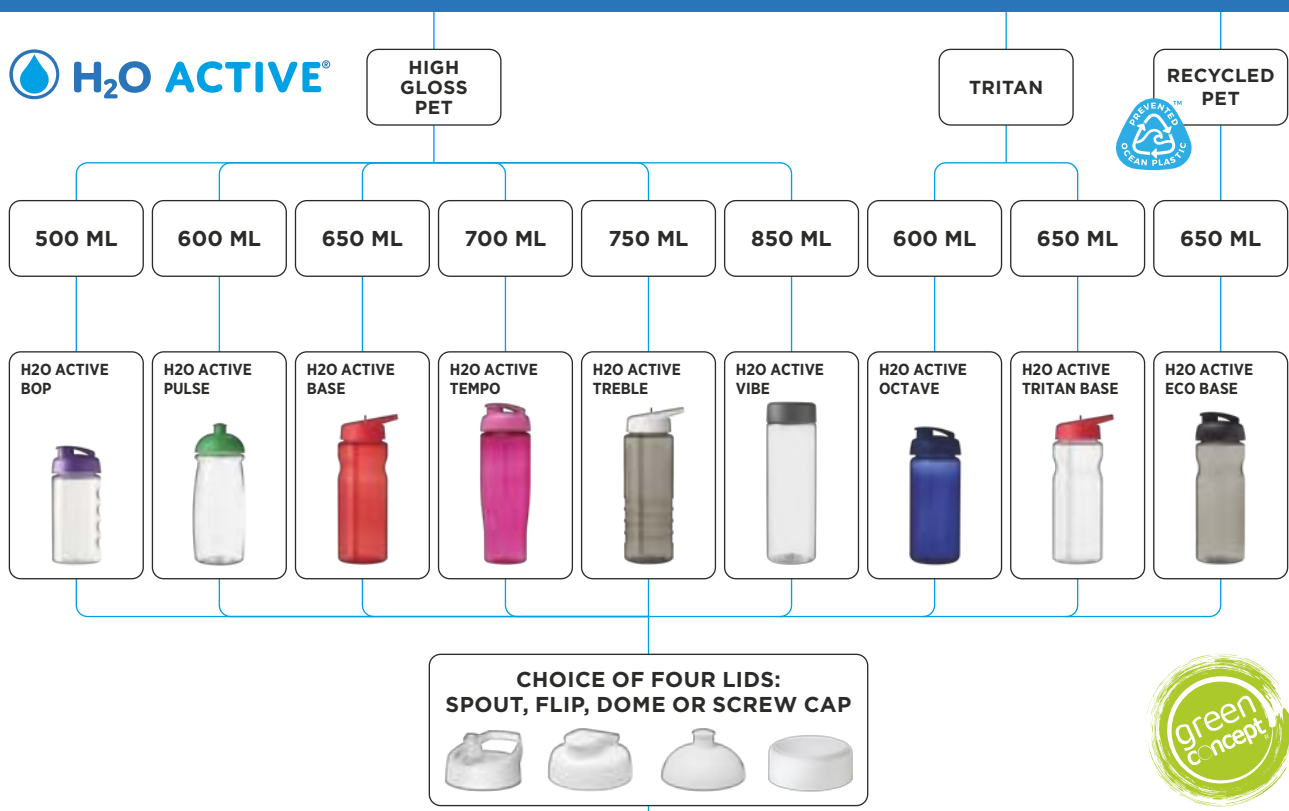 H₂O ACTIVE®
HIGH
GLOSS
PET
TRITAN
RECYCLED
PET
PREVENTED
OCEAN PLASTIC
™
500 ML
600 ML
650 ML
700 ML
750 ML
850 ML
600 ML
650 ML
650 ML
H2O ACTIVE
BOP
H2O ACTIVE
PULSE
H2O ACTIVE
BASE
H2O ACTIVE
TEMPO
H2O ACTIVE
TREBLE
H2O ACTIVE
VIBE
H2O ACTIVE
OCTAVE
H2O ACTIVE
TRITAN BASE
H2O ACTIVE
ECO BASE
CHOICE OF FOUR LIDS:
SPOUT, FLIP, DOME OR SCREW CAP
green
concept